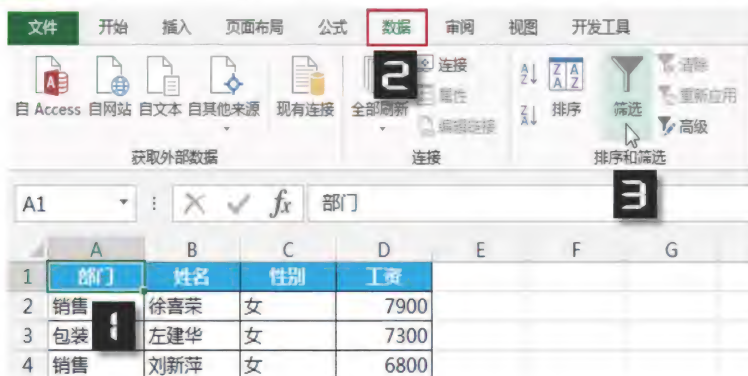 文件 开始 插入 页面布局 公式 数据 审阅 视图 开发工具
2
连接
属性
编辑连接
清除
重新应用
高级
自 Access 自网站 自文本 自其他来源 现有连接 全部刷新 排序 筛选
获取外部数据 连接 排序和筛选
3
A1 fx 部门
A B C D E F G
1 部门 姓名 性别 工资
2 销售 徐喜荣 女 7900
1
3 包装 左建华 女 7300
4 销售 刘新萍 女 6800